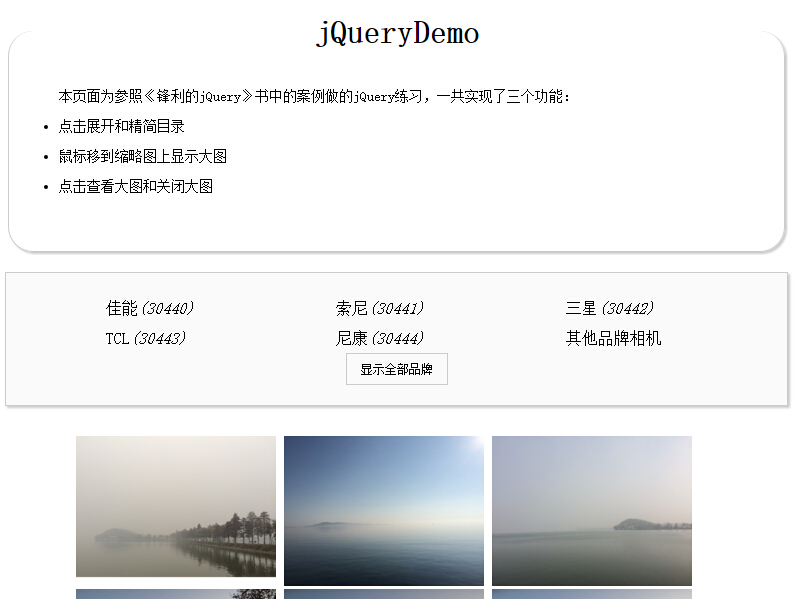 jQueryDemo
本页面为参照《锋利的jQuery》书中的案例做的jQuery练习，一共实现了三个功能：
• 点击展开和精简目录
• 鼠标移到缩略图上显示大图
• 点击查看大图和关闭大图
佳能(30440) 索尼(30441) 三星(30442)
TCL(30443) 尼康(30444) 其他品牌相机
显示全部品牌